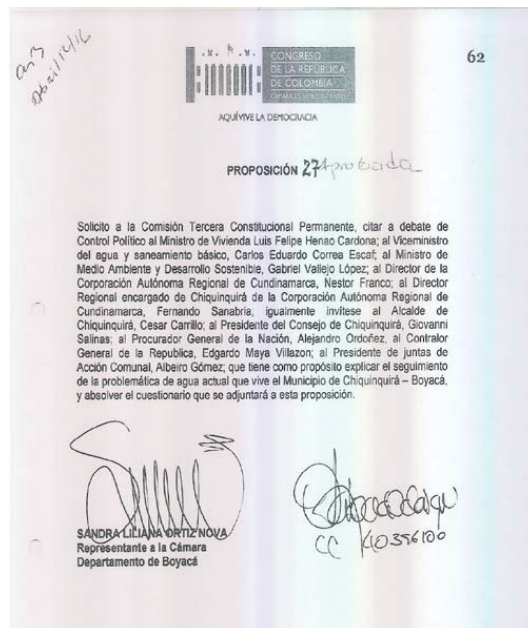 Abril 12/16
62
CONGRESO
DE LA REPÚBLICA
DE COLOMBIA
AQUÍ VIVE LA DEMOCRACIA
PROPOSICIÓN 27 Aprobada
Solicito a la Comisión Tercera Constitucional Permanente, citar a debate de
Control Político al Ministro de Vivienda Luis Felipe Henao Cardona; al Viceministro
del agua y saneamiento básico, Carlos Eduardo Correa Escaf; al Ministro de
Medio Ambiente y Desarrollo Sostenible, Gabriel Vallejo López; al Director de la
Corporación Autónoma Regional de Cundinamarca, Nestor Franco; al Director
Regional encargado de Chiquinquirá de la Corporación Autónoma Regional de
Cundinamarca, Fernando Sanabria; igualmente invítese al Alcalde de
Chiquinquirá, Cesar Carrillo; al Presidente del Consejo de Chiquinquirá, Giovanni
Salinas; al Procurador General de la Nación, Alejandro Ordoñez, al Contralor
General de la Republica, Edgardo Maya Villazon; al Presidente de juntas de
Acción Comunal, Albeiro Gómez; que tiene como propósito explicar el seguimiento
de la problemática de agua actual que vive el Municipio de Chiquinquirá – Boyacá,
y absolver el cuestionario que se adjuntará a esta proposición.
SANDRA LILIANA ORTIZ NOVA
Representante a la Cámara
Departamento de Boyacá
CC 40396100